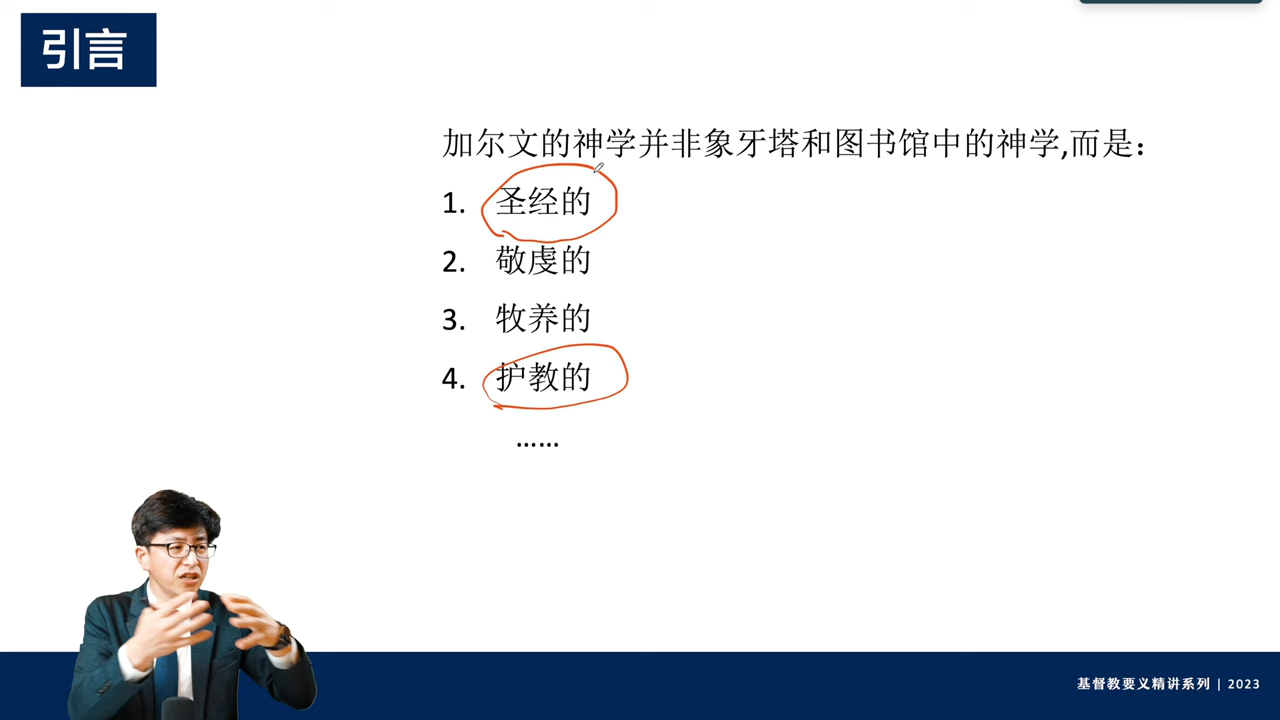 引言
加尔文的神学并非象牙塔和图书馆中的神学,而是：
1. 圣经的
2. 敬虔的
3. 牧养的
4. 护教的
……
基督教要义精讲系列 | 2023